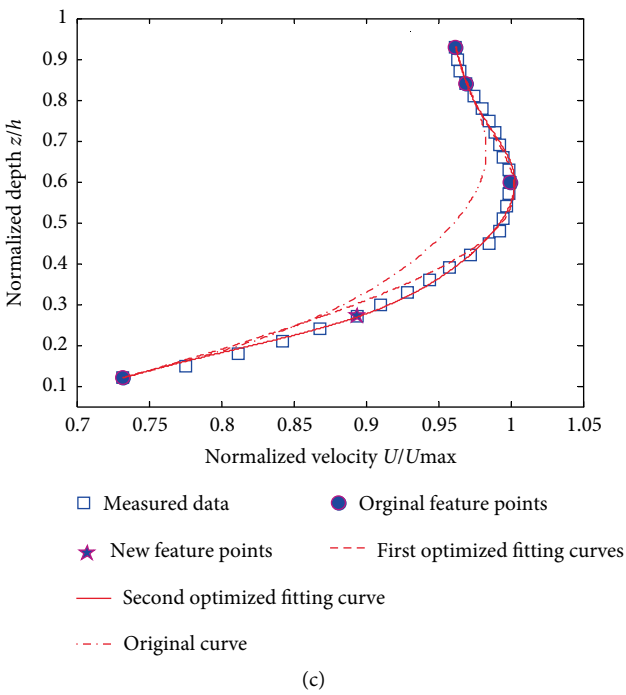 1
0.9
0.8
0.7
0.6
0.5
0.4
0.3
0.2
0.1
Normalized depth z/h
0.7 0.75 0.8 0.85 0.9 0.95 1 1.05
Normalized velocity U/Umax
Measured data
Orginal feature points
New feature points
First optimized fitting curves
Second optimized fitting curve
Original curve
(c)